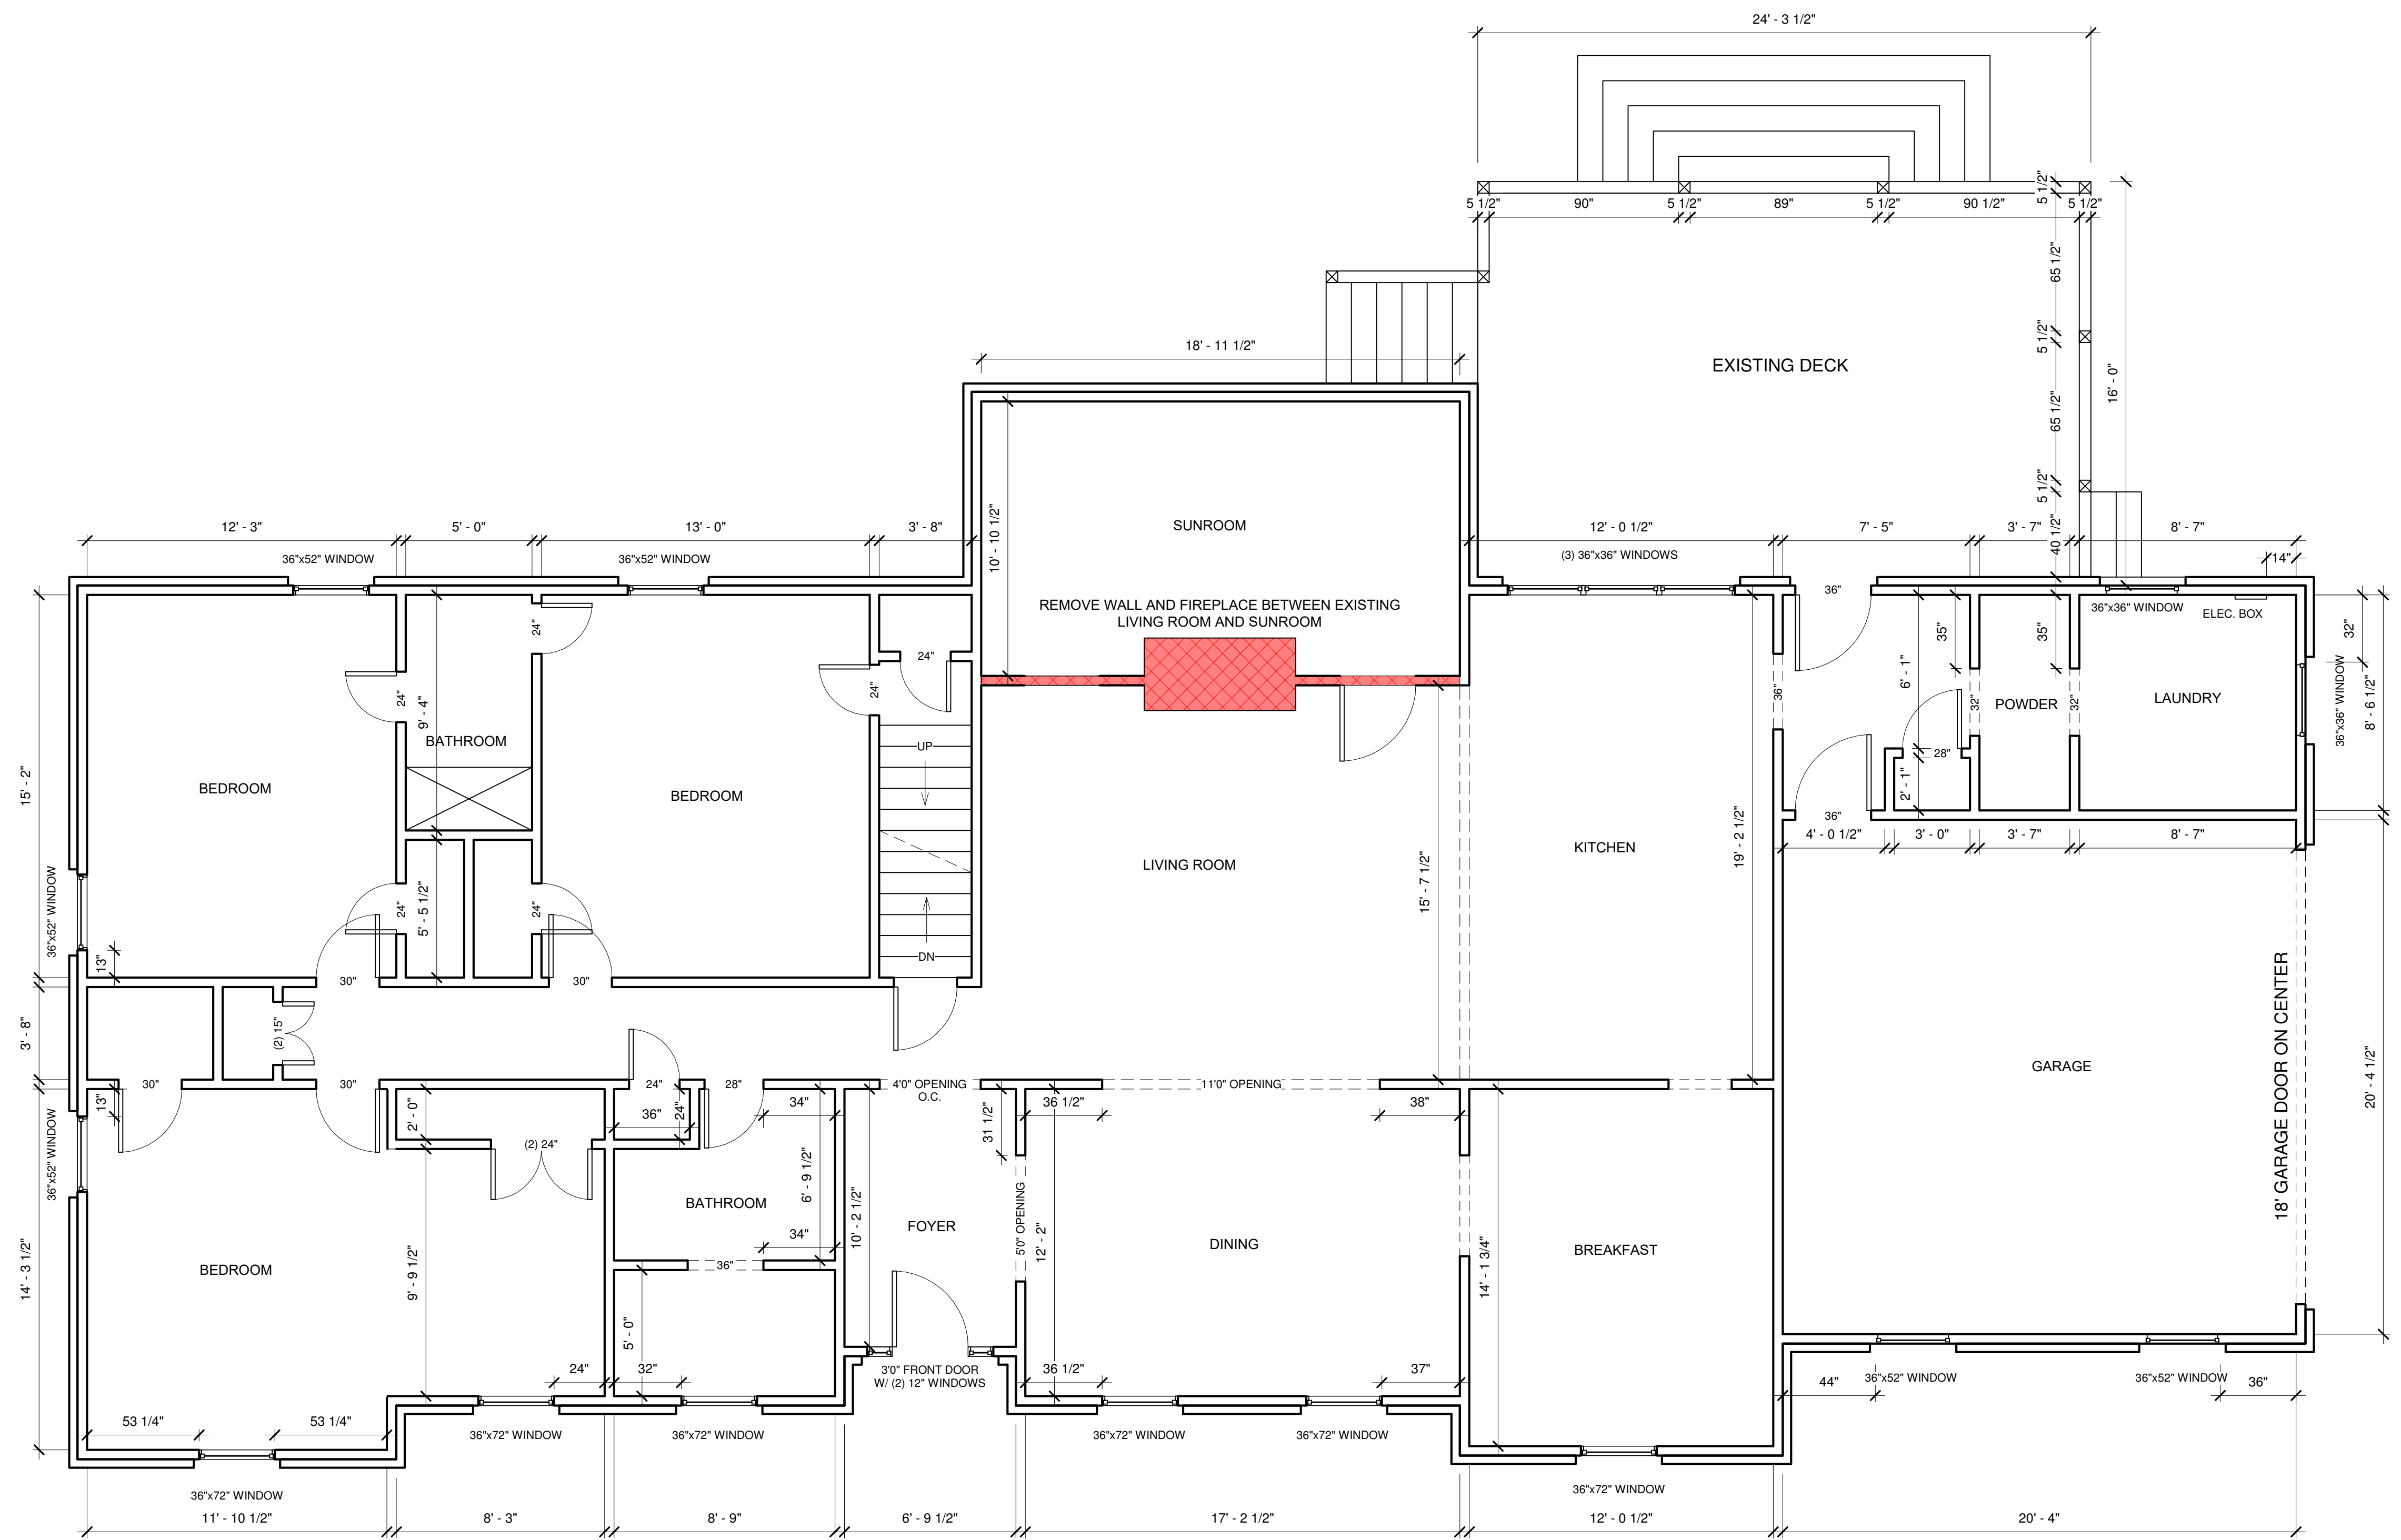 24' - 3 1/2"
5 1/2"
90"
5 1/2"
89"
5 1/2"
90 1/2"
5 1/2"
5 1/2"
65 1/2"
5 1/2"
65 1/2"
5 1/2"
40 1/2"
16' - 0"
EXISTING DECK
18' - 11 1/2"
12' - 3"
5' - 0"
13' - 0"
3' - 8"
10' - 10 1/2"
SUNROOM
12' - 0 1/2"
7' - 5"
3' - 7"
8' - 7"
14"
36"x52" WINDOW
36"x52" WINDOW
(3) 36"x36" WINDOWS
36"
36"x36" WINDOW
ELEC. BOX
REMOVE WALL AND FIREPLACE BETWEEN EXISTING
LIVING ROOM AND SUNROOM
24"
24"
24"
24"
9' - 4"
BATHROOM
BEDROOM
BEDROOM
UP
DN
15' - 2"
36"
6' - 1"
35"
35"
32"
32"
POWDER
LAUNDRY
28"
2' - 1"
36"
32"
36"x36" WINDOW
8' - 6 1/2"
4' - 0 1/2"
3' - 0"
3' - 7"
8' - 7"
LIVING ROOM
15' - 7 1/2"
KITCHEN
19' - 2 1/2"
36"x52" WINDOW
24"
5' - 5 1/2"
24"
13"
30"
30"
3' - 8"
(2) 15"
30"
30"
13"
36"x52" WINDOW
2' - 0"
(2) 24"
24"
36"
24"
28"
34"
4'0" OPENING
O.C.
31 1/2"
36 1/2"
11'0" OPENING
38"
GARAGE
18' GARAGE DOOR ON CENTER
20' - 4 1/2"
14' - 3 1/2"
BEDROOM
9' - 9 1/2"
BATHROOM
6' - 9 1/2"
34"
36"
5' - 0"
10' - 2 1/2"
FOYER
5'0" OPENING
12' - 2"
DINING
14' - 1 3/4"
BREAKFAST
24"
32"
3'0" FRONT DOOR
W/ (2) 12" WINDOWS
36 1/2"
37"
44"
36"x52" WINDOW
36"x52" WINDOW
36"
53 1/4"
53 1/4"
36"x72" WINDOW
36"x72" WINDOW
36"x72" WINDOW
36"x72" WINDOW
36"x72" WINDOW
36"x72" WINDOW
11' - 10 1/2"
8' - 3"
8' - 9"
6' - 9 1/2"
17' - 2 1/2"
12' - 0 1/2"
20' - 4"